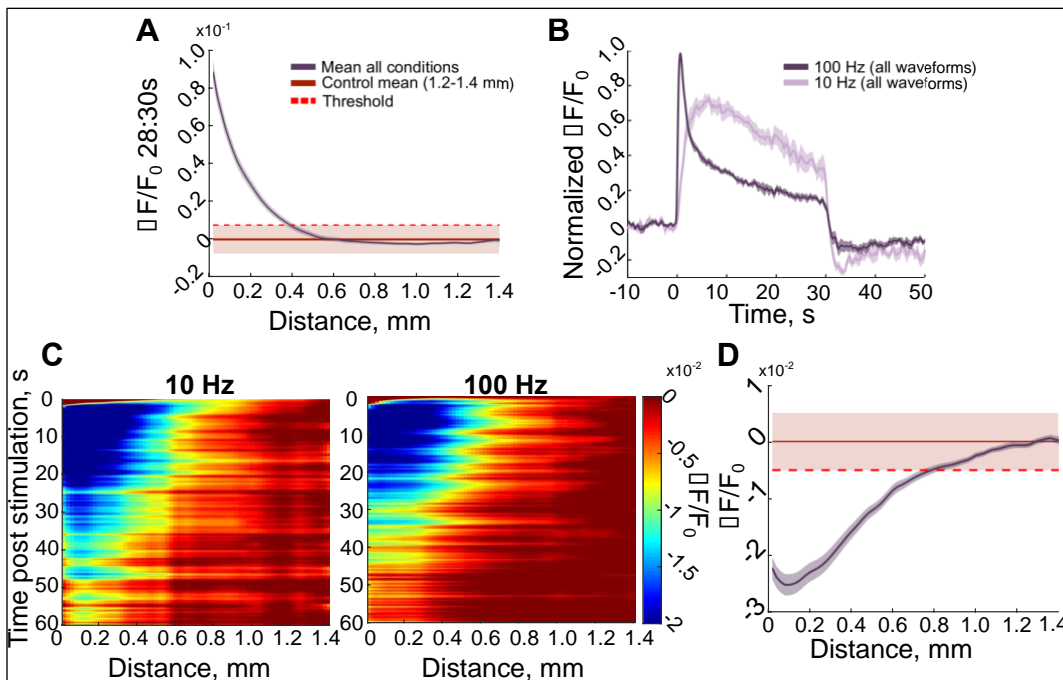 A
x10⁻¹
1.0
0.8
0.6
0.4
0.2
0
-0.2
▯F/F₀ 28:30s
Mean all conditions
Control mean (1.2-1.4 mm)
Threshold
0 0.2 0.4 0.6 0.8 1.0 1.2 1.4
Distance, mm
B
Normalized ▯F/F₀
1.0
0.8
0.6
0.4
0.2
0
-0.2
100 Hz (all waveforms)
10 Hz (all waveforms)
-10 0 10 20 30 40 50
Time, s
C
Time post stimulation, s
10 Hz
0
10
20
30
40
50
60
0 0.2 0.4 0.6 0.8 1.0 1.2 1.4
Distance, mm
100 Hz
0
10
20
30
40
50
60
0 0.2 0.4 0.6 0.8 1.0 1.2 1.4
Distance, mm
x10⁻²
0
-0.5
-1
-1.5
-2
▯F/F₀
D
x10⁻²
1
0
-1
-2
-3
▯F/F₀
0 0.2 0.4 0.6 0.8 1.0 1.2 1.4
Distance, mm